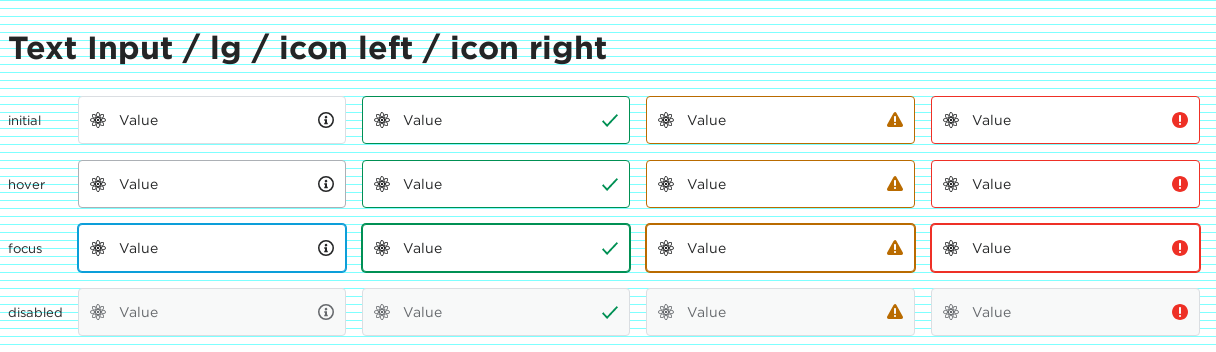 Text Input / lg / icon left / icon right
initial Value Value Value Value
hover Value Value Value Value
focus Value Value Value Value
disabled Value Value Value Value